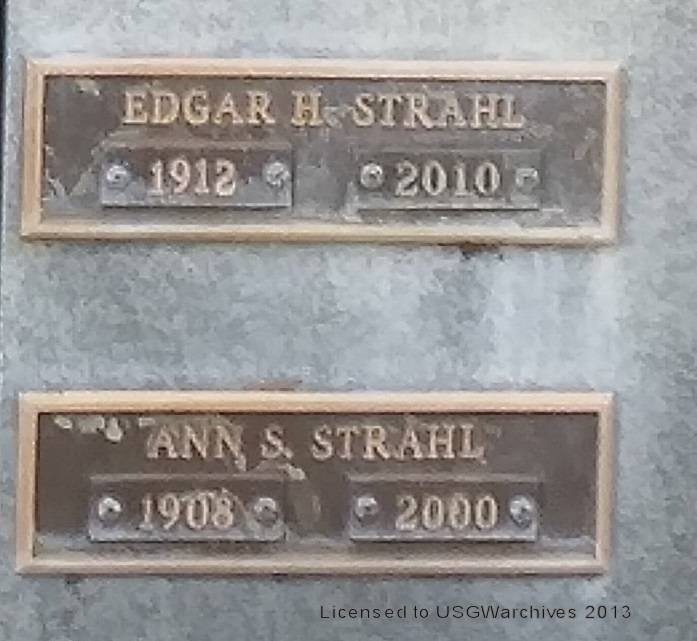 EDGAR H. STRAHL
1912 2010
ANN S. STRAHL
1908 2000
Licensed to USGWarchives 2013